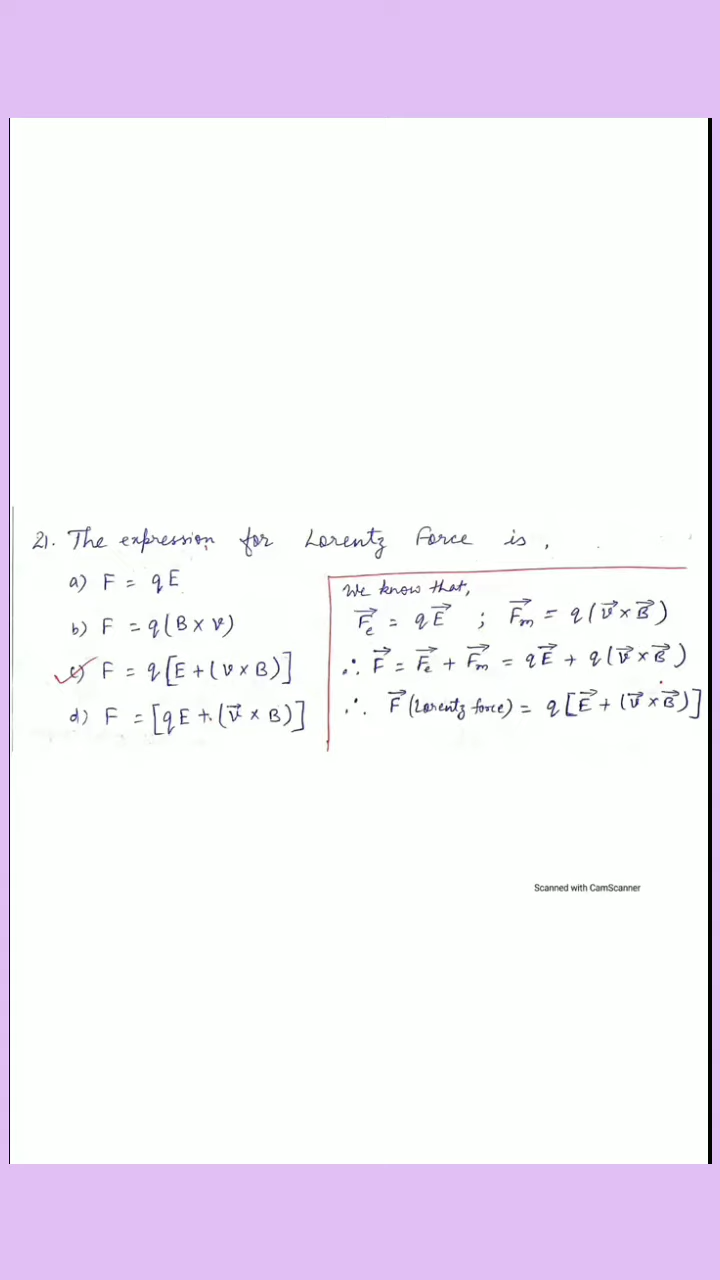 21. The expression for Lorentz Force is,
a) F = qE
b) F = q(B × v)
c) F = q[E + (v × B)]
d) F = [qE + (v⃗ × B)]
We know that,
F⃗e = qE⃗ ; F⃗m = q(v⃗ × B⃗)
∴ F⃗ = F⃗e + F⃗m = qE⃗ + q(v⃗ × B⃗)
∴ F⃗ (Lorentz force) = q[E⃗ + (v⃗ × B⃗)]
Scanned with CamScanner